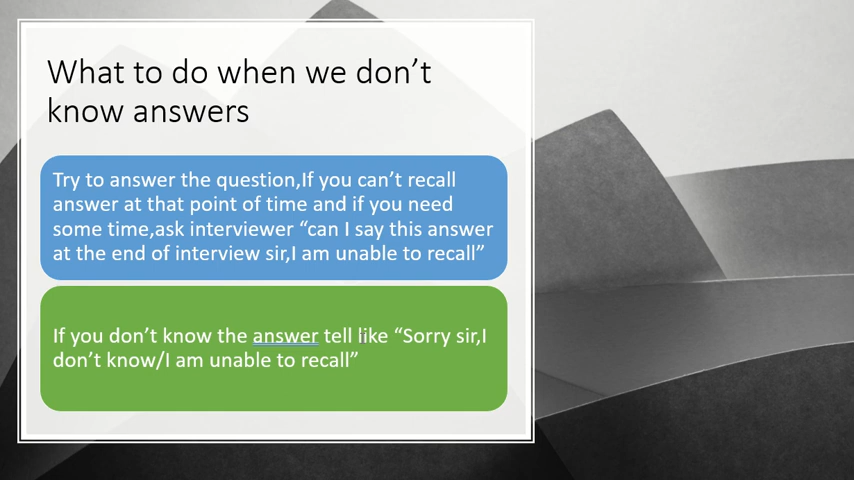 What to do when we don’t
know answers
Try to answer the question,If you can’t recall
answer at that point of time and if you need
some time,ask interviewer “can I say this answer
at the end of interview sir,I am unable to recall”
If you don’t know the answer tell like “Sorry sir,I
don’t know/I am unable to recall”